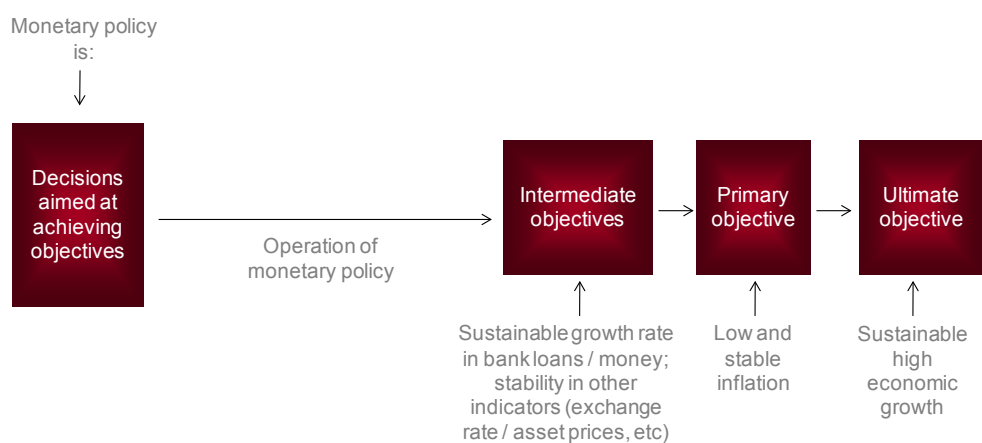 Monetary policy
is:
Decisions
aimed at
achieving
objectives
Operation of
monetary policy
Intermediate
objectives
Primary
objective
Ultimate
objective
Sustainable growth rate
in bank loans / money;
stability in other
indicators (exchange
rate / asset prices, etc)
Low and
stable
inflation
Sustainable
high
economic
growth